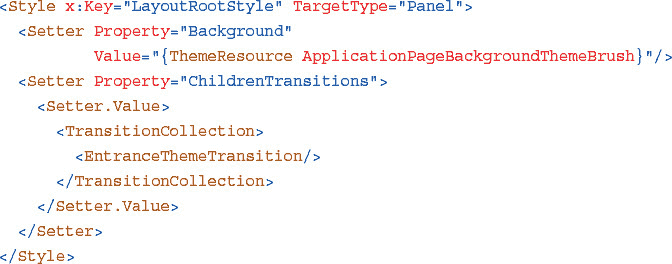 <Style x:Key="LayoutRootStyle" TargetType="Panel">
  <Setter Property="Background"
          Value="{ThemeResource ApplicationPageBackgroundThemeBrush}"/>
  <Setter Property="ChildrenTransitions">
    <Setter.Value>
      <TransitionCollection>
        <EntranceThemeTransition/>
      </TransitionCollection>
    </Setter.Value>
  </Setter>
</Style>